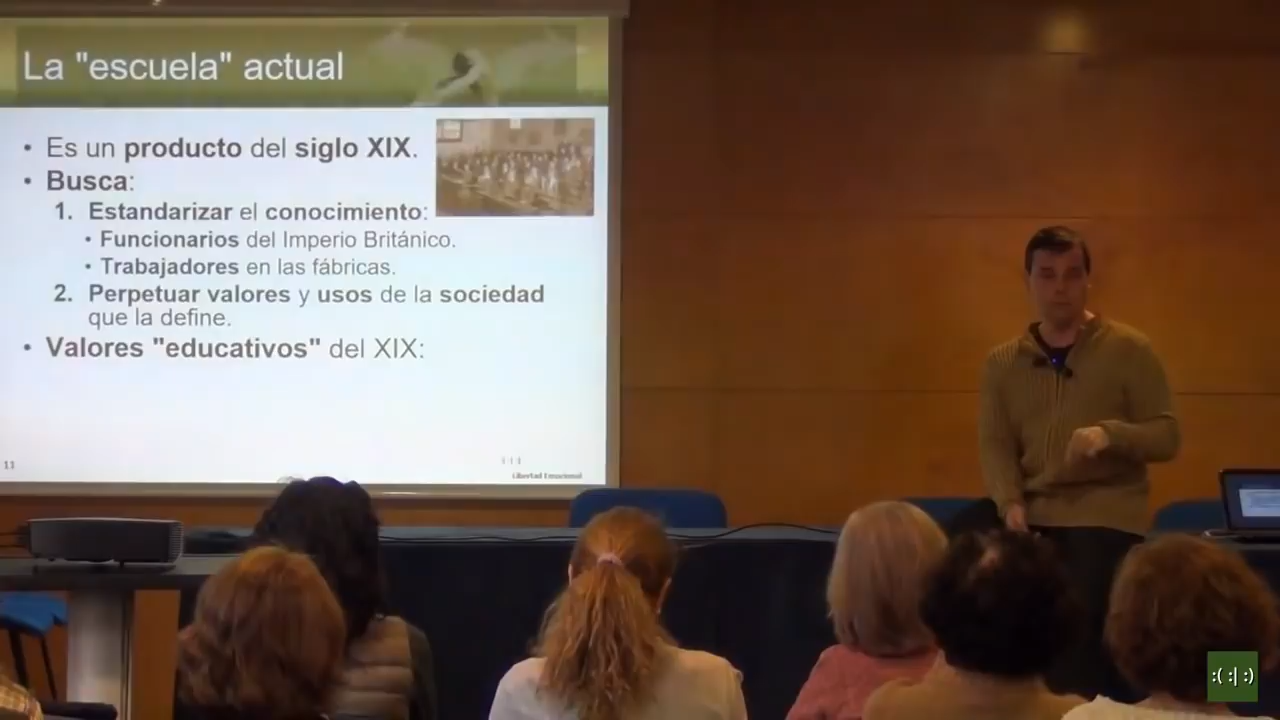 La "escuela" actual
• Es un producto del siglo XIX.
• Busca:
1. Estandarizar el conocimiento:
• Funcionarios del Imperio Británico.
• Trabajadores en las fábricas.
2. Perpetuar valores y usos de la sociedad
que la define.
• Valores "educativos" del XIX:
11
Libertad Emocional
:( :| :)